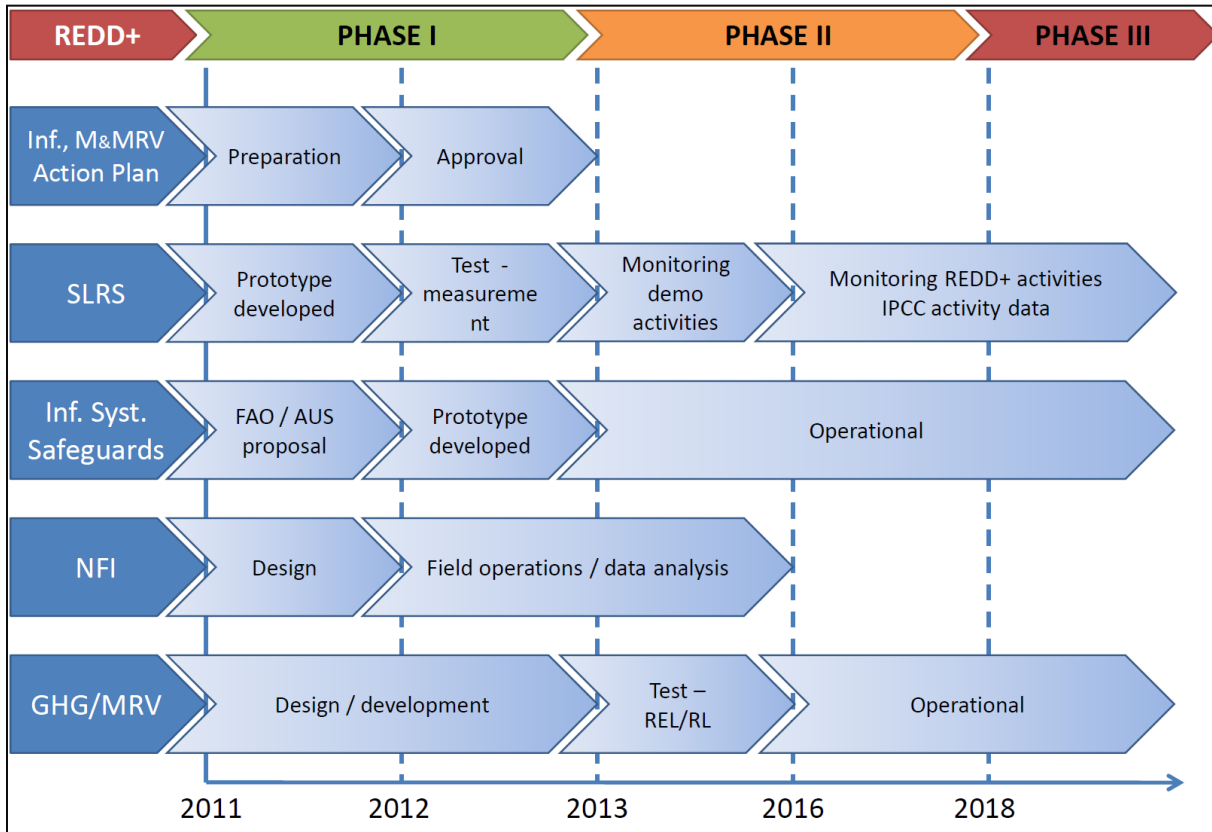 REDD+
PHASE I
PHASE II
PHASE III
Inf., M&MRV
Action Plan
Preparation
Approval
SLRS
Prototype
developed
Test -
measureme
nt
Monitoring
demo
activities
Monitoring REDD+ activities
IPCC activity data
Inf. Syst.
Safeguards
FAO / AUS
proposal
Prototype
developed
Operational
NFI
Design
Field operations / data analysis
GHG/MRV
Design / development
Test –
REL/RL
Operational
2011
2012
2013
2016
2018